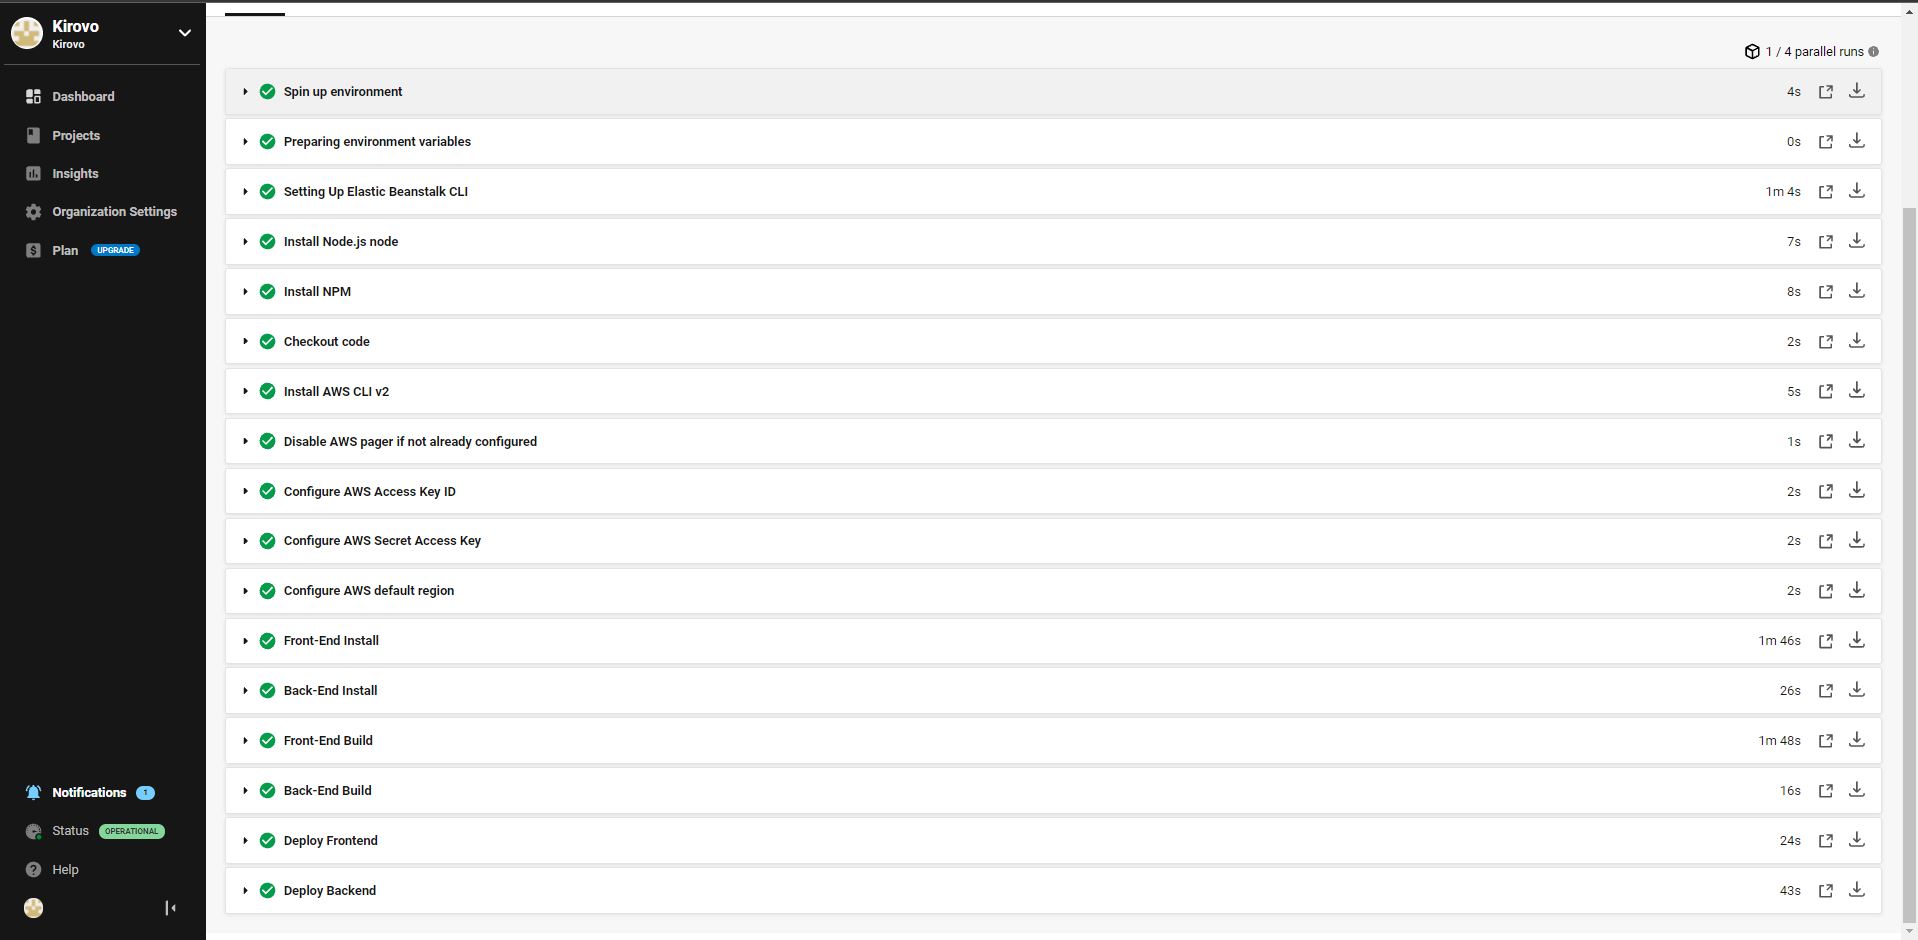 Kirovo
Kirovo
Dashboard
Projects
Insights
Organization Settings
Plan UPGRADE
Notifications 1
Status OPERATIONAL
Help
1 / 4 parallel runs
Spin up environment 4s
Preparing environment variables 0s
Setting Up Elastic Beanstalk CLI 1m 4s
Install Node.js node 7s
Install NPM 8s
Checkout code 2s
Install AWS CLI v2 5s
Disable AWS pager if not already configured 1s
Configure AWS Access Key ID 2s
Configure AWS Secret Access Key 2s
Configure AWS default region 2s
Front-End Install 1m 46s
Back-End Install 26s
Front-End Build 1m 48s
Back-End Build 16s
Deploy Frontend 24s
Deploy Backend 43s